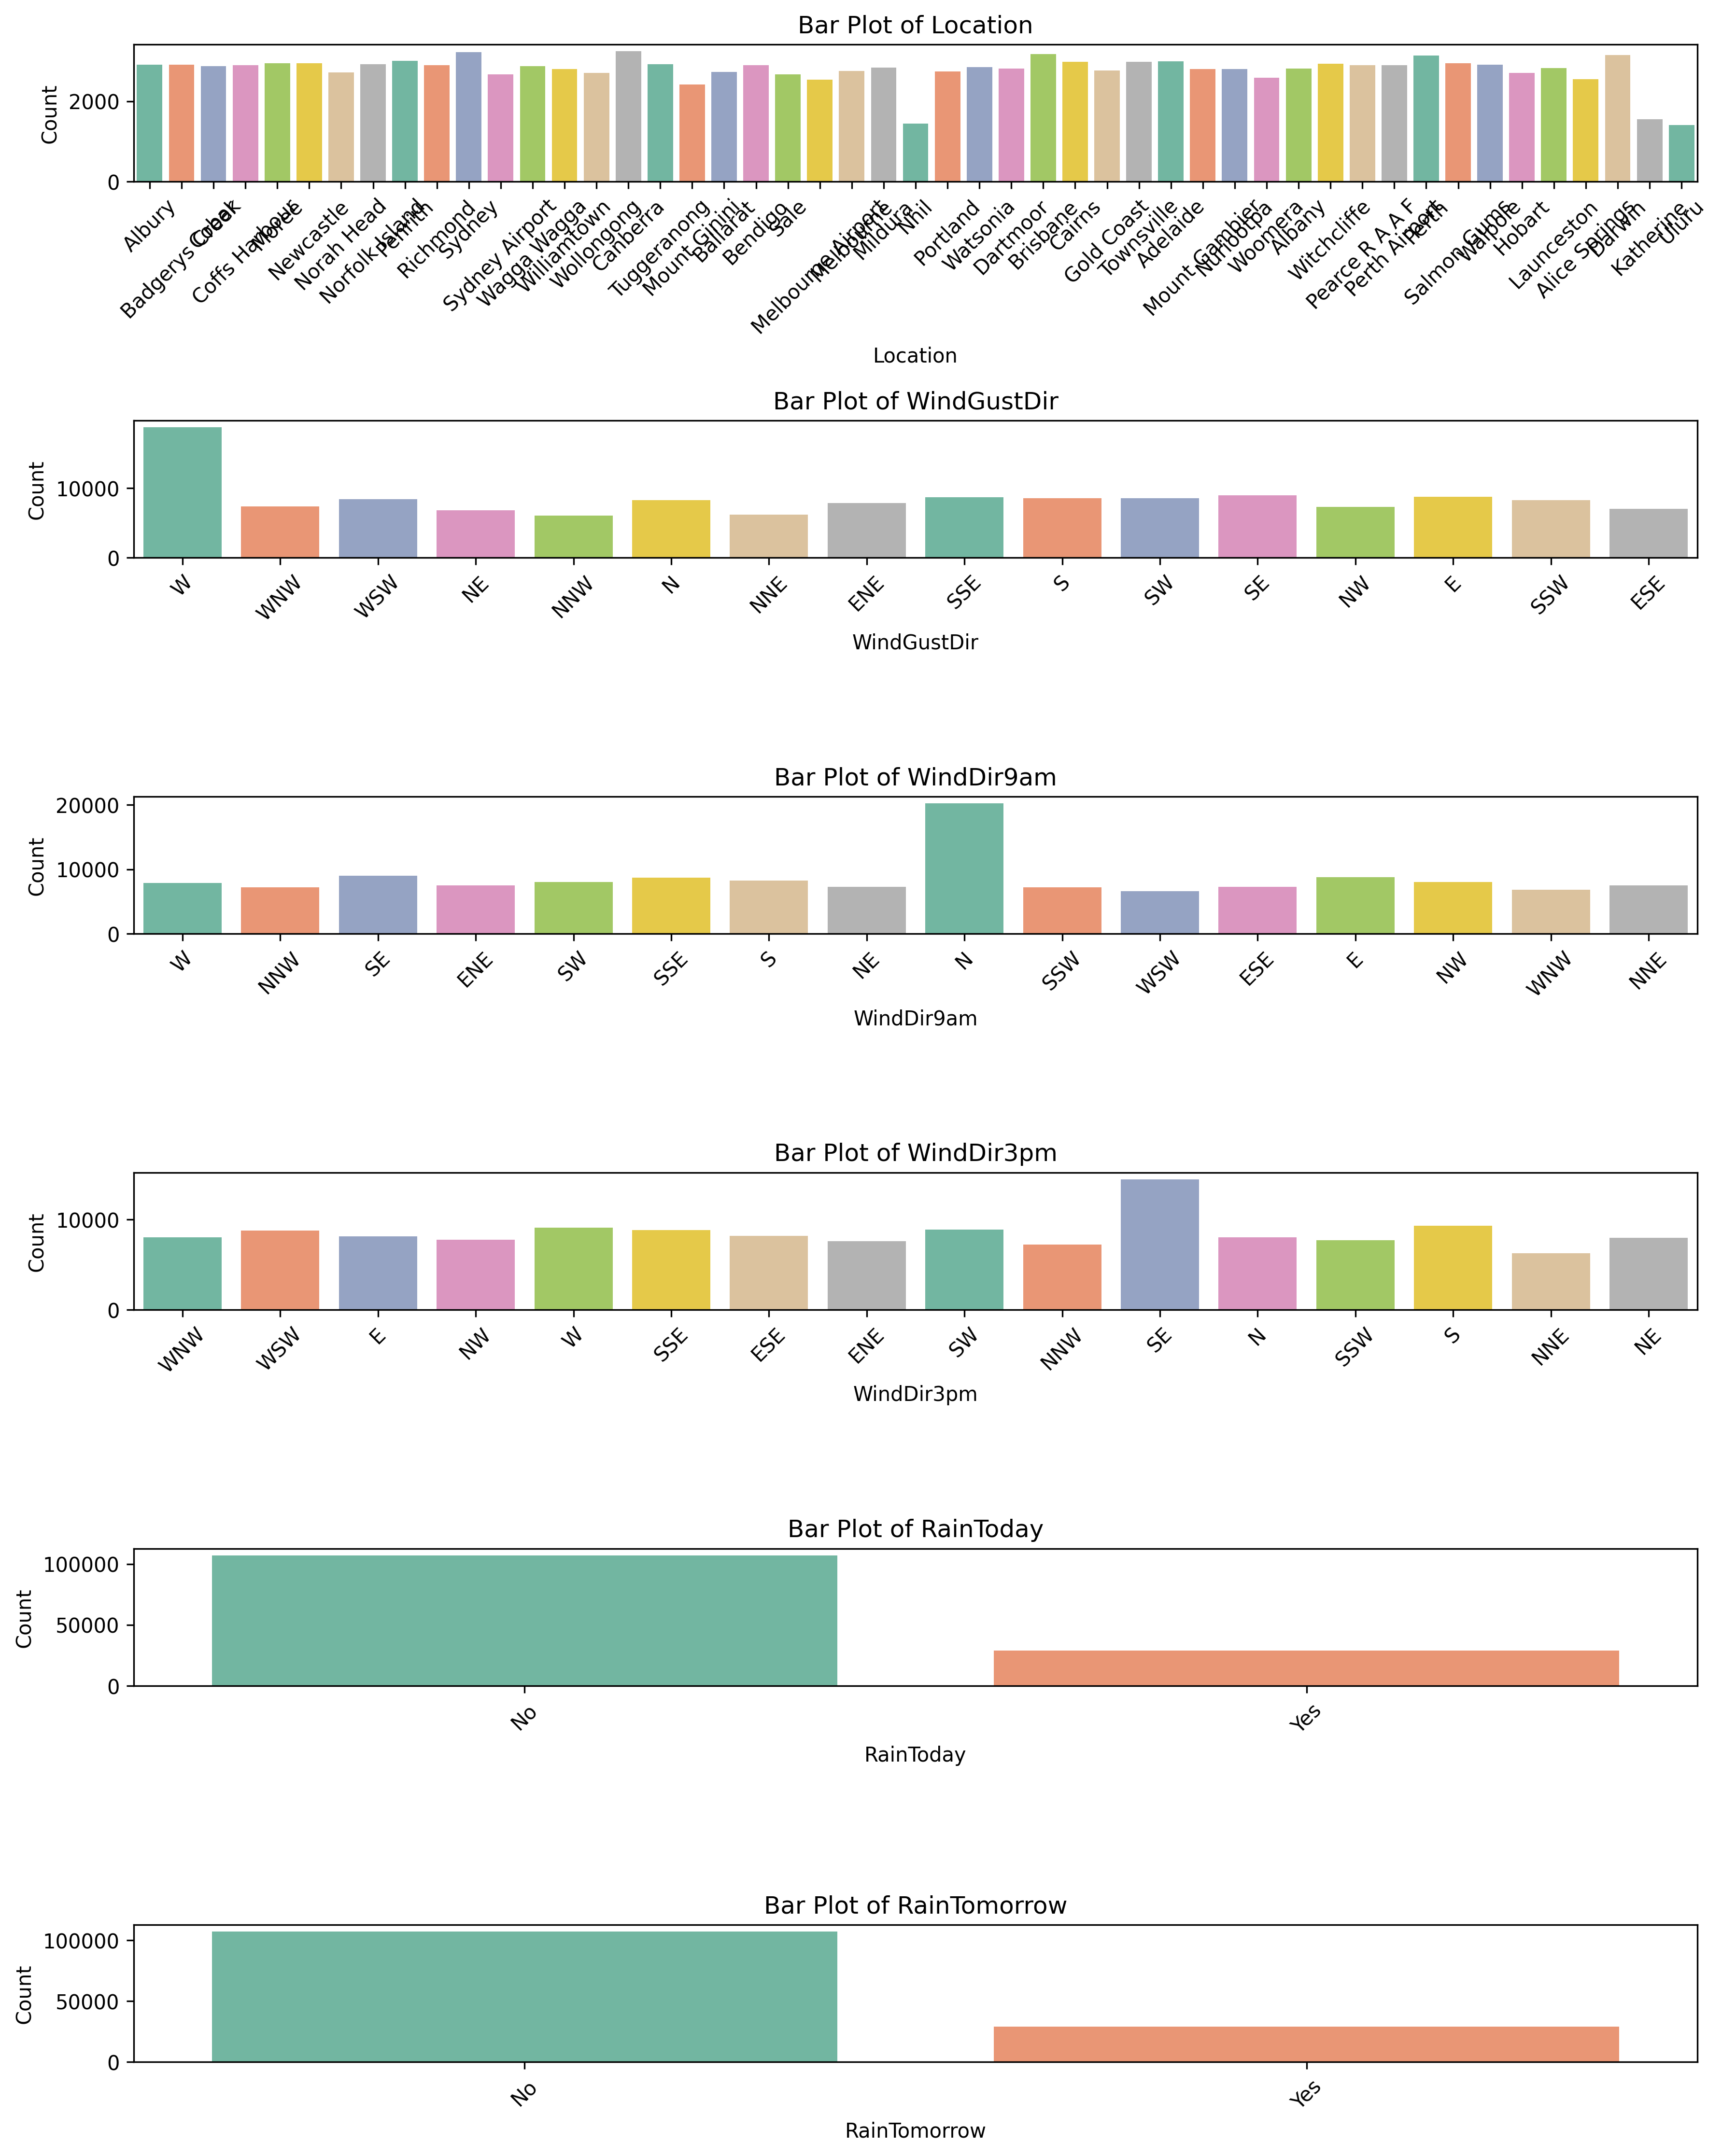 Bar Plot of Location
Count
2000
0
Albury
Badgerys Creek
Cobar
Coffs Harbour
Moree
Newcastle
Norah Head
Norfolk Island
Penrith
Richmond
Sydney
Sydney Airport
Wagga Wagga
Williamtown
Wollongong
Canberra
Tuggeranong
Mount Ginini
Ballarat
Bendigo
Sale
Melbourne Airport
Melbourne
Mildura
Nhil
Portland
Watsonia
Dartmoor
Brisbane
Cairns
Gold Coast
Townsville
Adelaide
Mount Gambier
Nuriootpa
Woomera
Albany
Witchcliffe
Pearce R A A F
Perth Airport
Perth
Salmon Gums
Walpole
Hobart
Launceston
Alice Springs
Darwin
Katherine
Uluru
Location
Bar Plot of WindGustDir
Count
10000
0
W
WNW
WSW
NE
NNW
N
NNE
ENE
SSE
S
SW
SE
NW
E
SSW
ESE
WindGustDir
Bar Plot of WindDir9am
Count
20000
10000
0
W
NNW
SE
ENE
SW
SSE
S
NE
N
SSW
WSW
ESE
E
NW
WNW
NNE
WindDir9am
Bar Plot of WindDir3pm
Count
10000
0
WNW
WSW
E
NW
W
SSE
ESE
ENE
SW
NNW
SE
N
SSW
S
NNE
NE
WindDir3pm
Bar Plot of RainToday
Count
100000
50000
0
No
Yes
RainToday
Bar Plot of RainTomorrow
Count
100000
50000
0
No
Yes
RainTomorrow